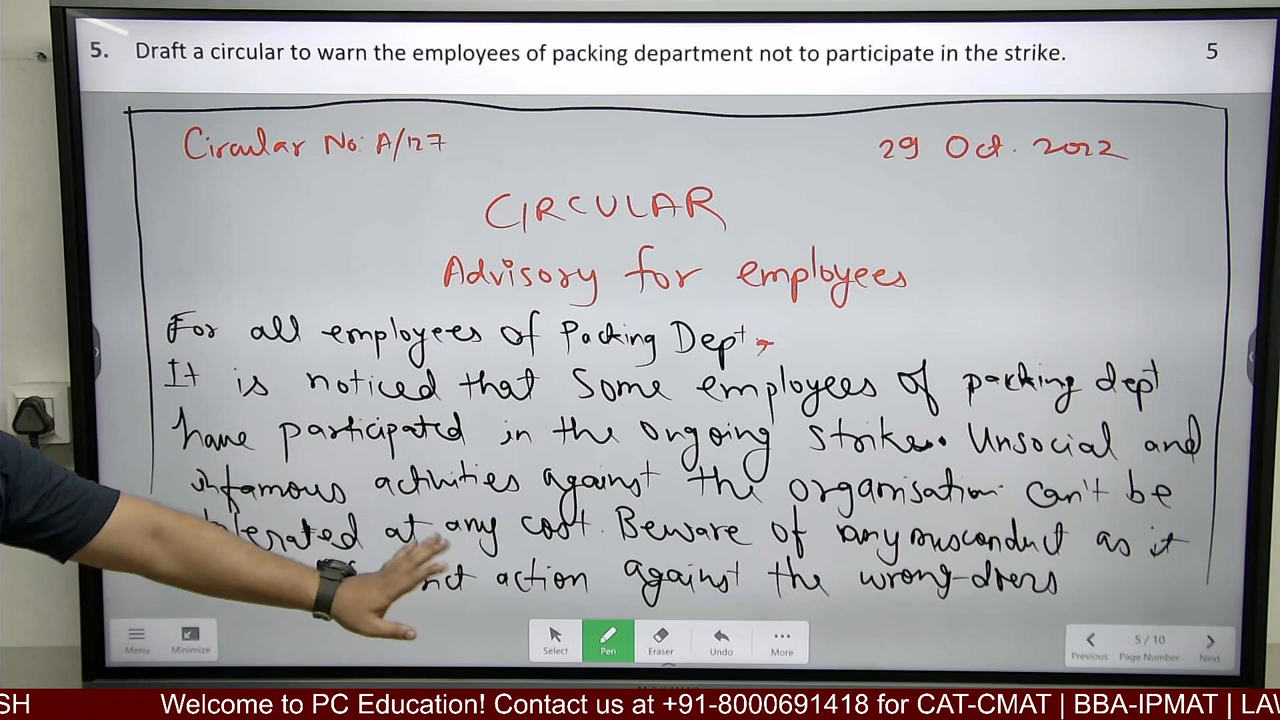 5. Draft a circular to warn the employees of packing department not to participate in the strike. 5
Circular No: A/127 29 Oct. 2022
CIRCULAR
Advisory for employees
For all employees of Packing Dept,
It is noticed that Some employees of packing dept
have participated in the ongoing strike. Unsocial and
infamous activities against the organisation can't be
at any cost. Beware of any misconduct as it
action against the wrong-doers
Menu Minimize Select Pen Eraser Undo More Previous 5/10 Page Number Next
SH Welcome to PC Education! Contact us at +91-8000691418 for CAT-CMAT | BBA-IPMAT |